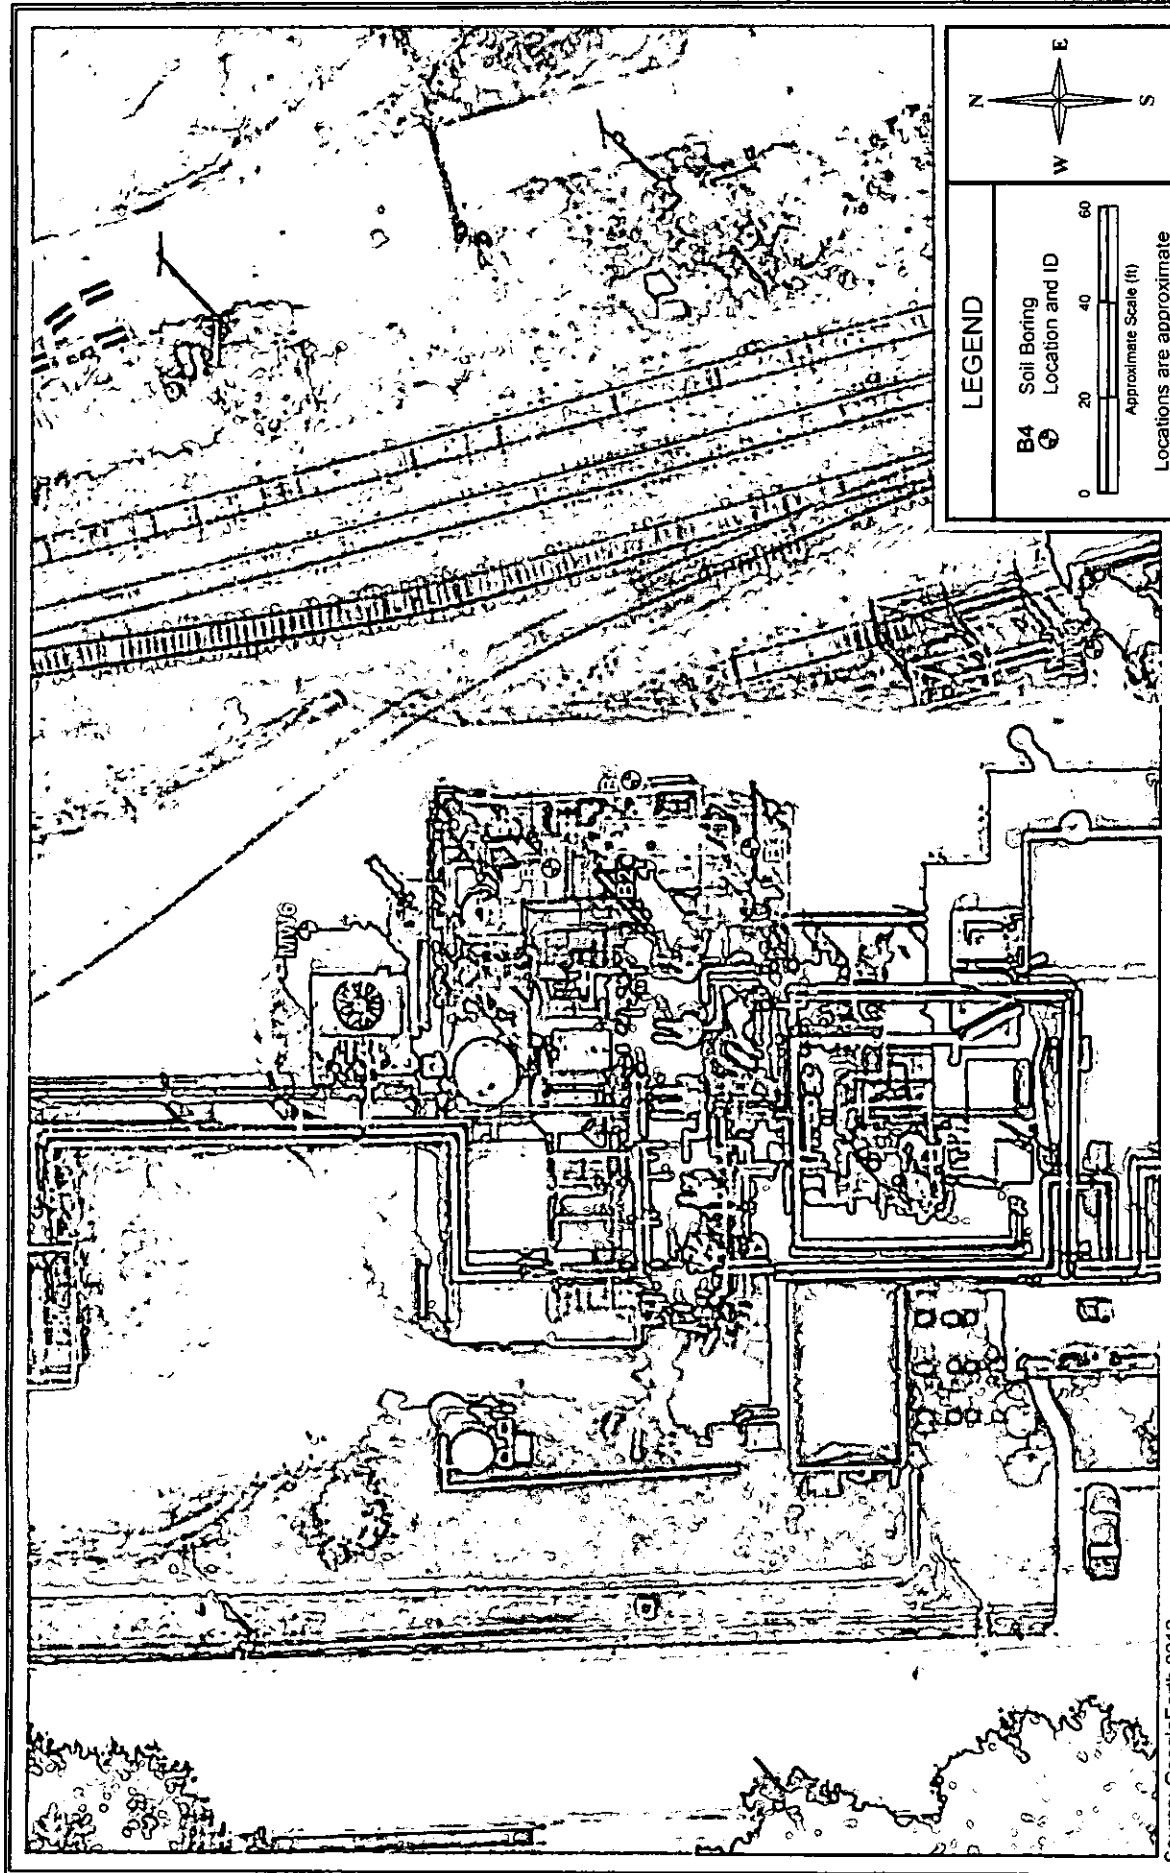 MW6
B2
LEGEND
B4 Soil Boring
Location and ID
0 20 40 60
Approximate Scale (ft)
Locations are approximate
N
W E
S